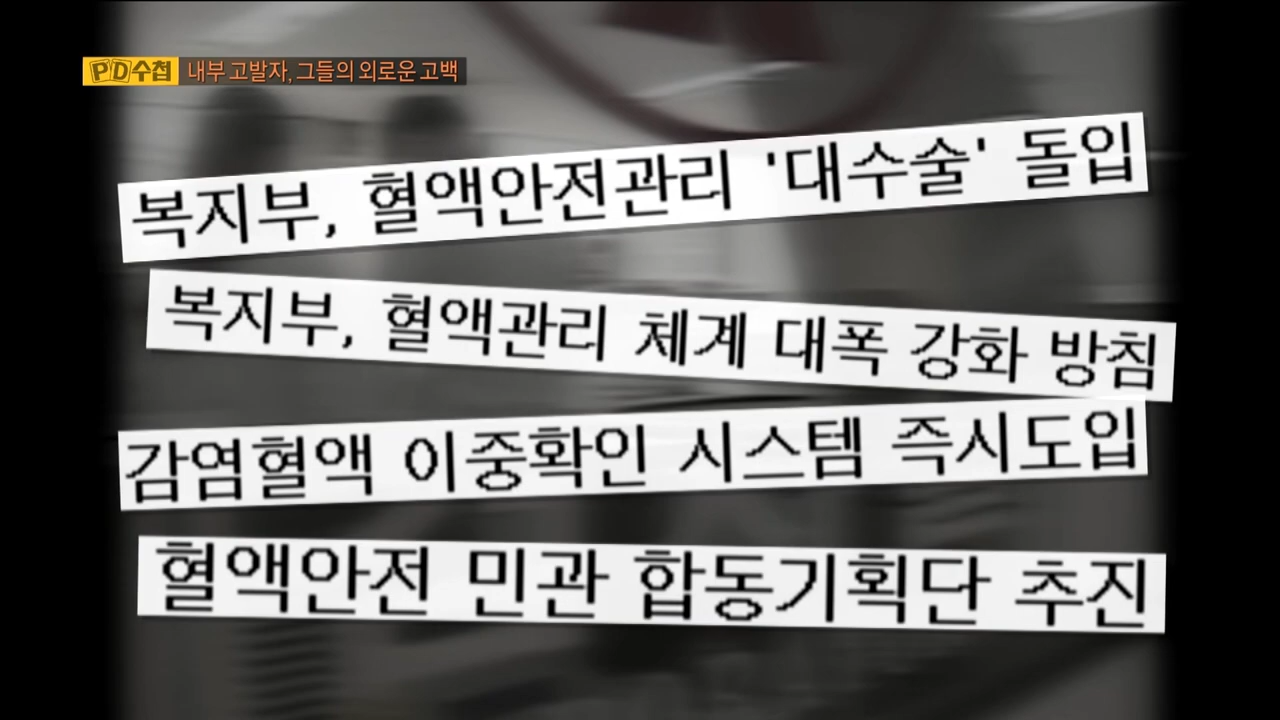 PD수첩 내부 고발자, 그들의 외로운 고백
복지부, 혈액안전관리 '대수술' 돌입
복지부, 혈액관리 체계 대폭 강화 방침
감염혈액 이중확인 시스템 즉시도입
혈액안전 민관 합동기획단 추진